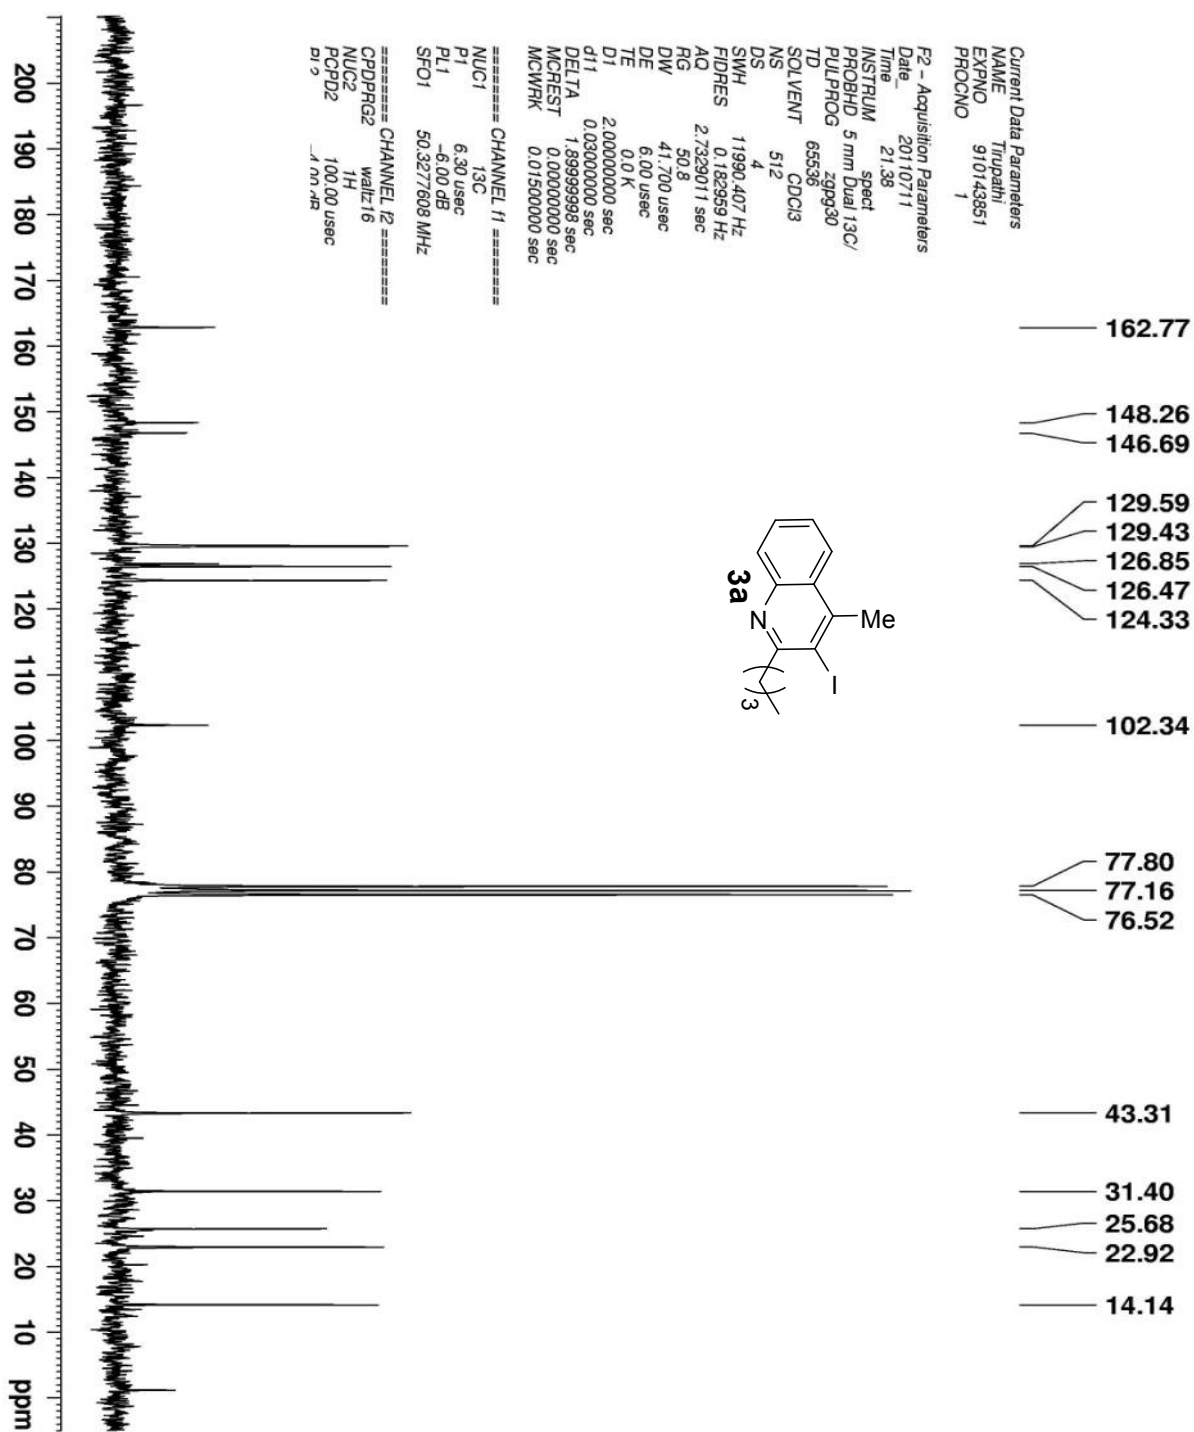 Current Data Parameters
NAME Tirupathi
EXPNO 910143851
PROCNO 1
F2 - Acquisition Parameters
Date_ 20110711
Time 21.38
INSTRUM spect
PROBHD 5 mm Dual 13C/
PULPROG zgpg30
TD 65536
SOLVENT CDCl3
NS 512
DS 4
SWH 11990.407 Hz
FIDRES 0.182959 Hz
AQ 2.7329011 sec
RG 50.8
DW 41.700 usec
DE 6.00 usec
TE 0.0 K
D1 2.00000000 sec
d11 0.03000000 sec
DELTA 1.89999998 sec
MCREST 0.00000000 sec
MCWRK 0.01500000 sec
======== CHANNEL f1 ========
NUC1 13C
P1 6.30 usec
PL1 -6.00 dB
SFO1 50.3277608 MHz
======== CHANNEL f2 ========
CPDPRG2 waltz16
NUC2 1H
PCPD2 100.00 usec
162.77
148.26
146.69
129.59
129.43
126.85
126.47
124.33
102.34
77.80
77.16
76.52
43.31
31.40
25.68
22.92
14.14
Me
I
N
3
3a
200 190 180 170 160 150 140 130 120 110 100 90 80 70 60 50 40 30 20 10 ppm